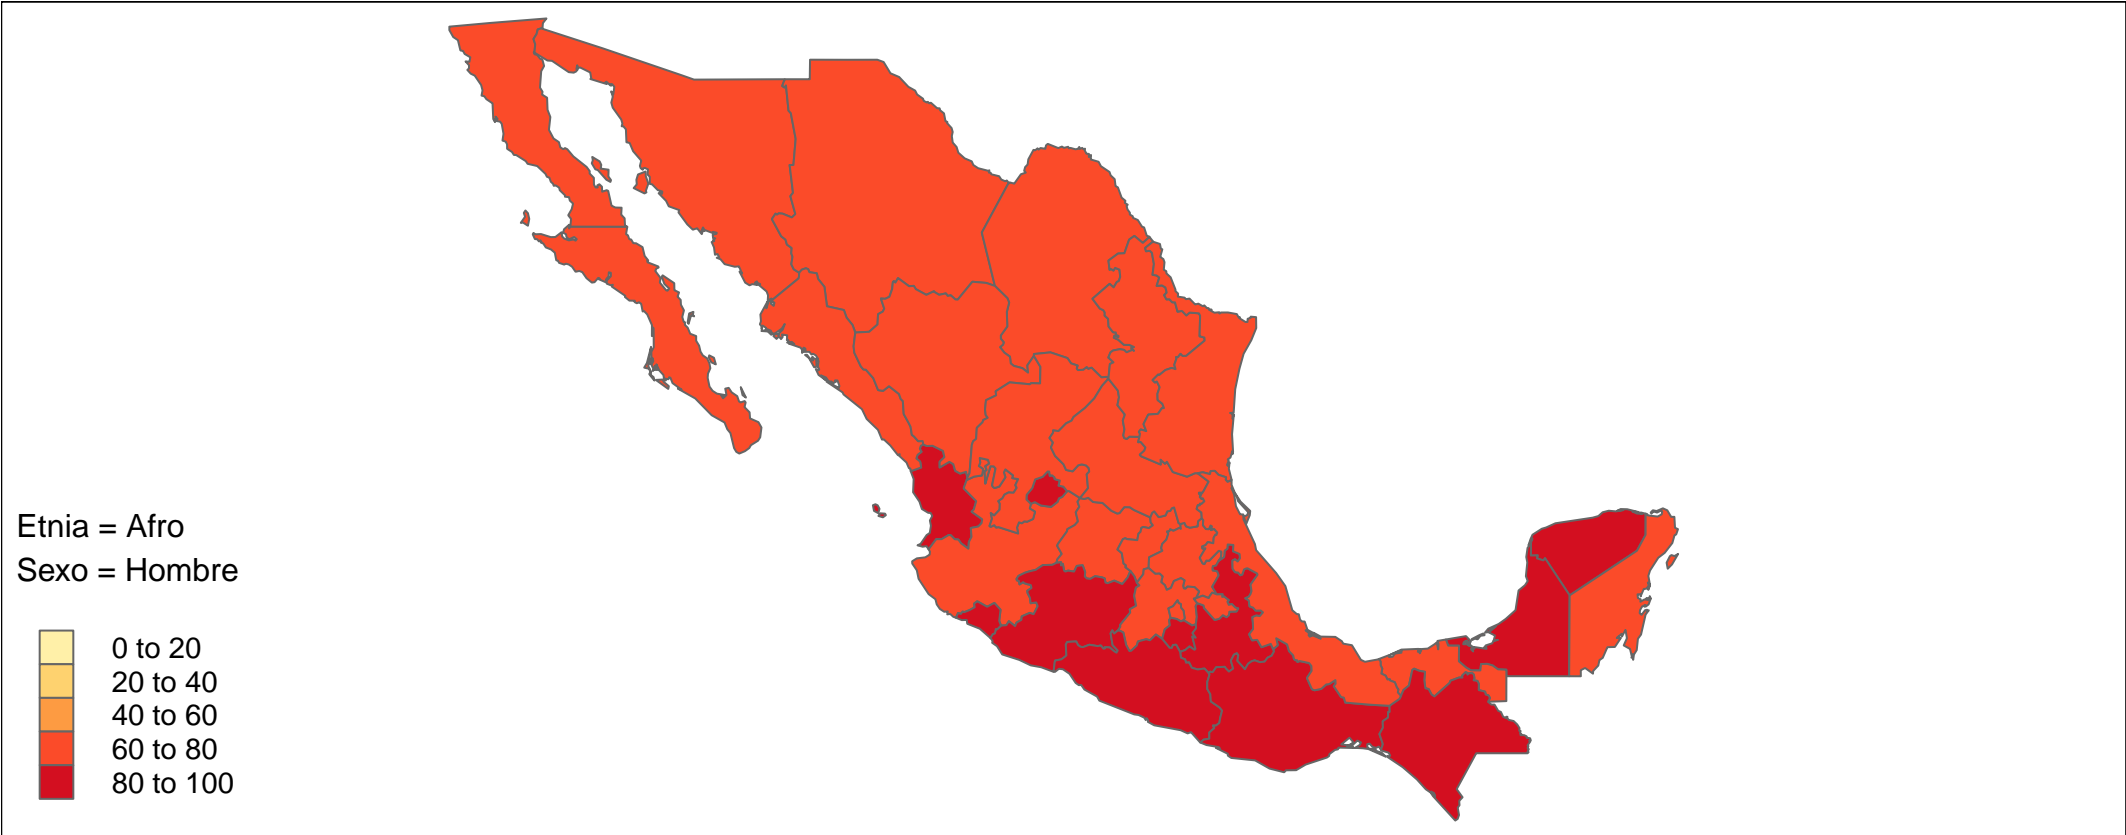 Etnia = Afro
Sexo = Hombre
0 to 20
20 to 40
40 to 60
60 to 80
80 to 100